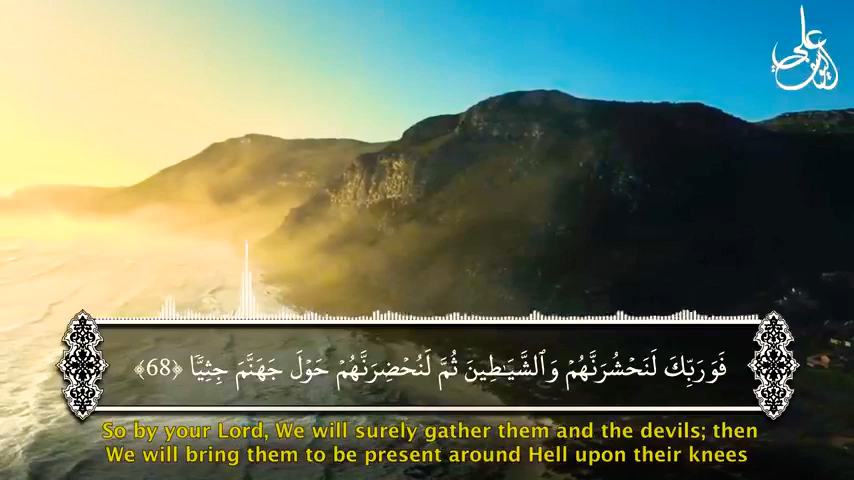 فَوَرَبِّكَ لَنَحْشُرَنَّهُمْ وَٱلشَّيَـٰطِينَ ثُمَّ لَنُحْضِرَنَّهُمْ حَوْلَ جَهَنَّمَ جِثِيًّا ﴿68﴾
So by your Lord, We will surely gather them and the devils; then
We will bring them to be present around Hell upon their knees